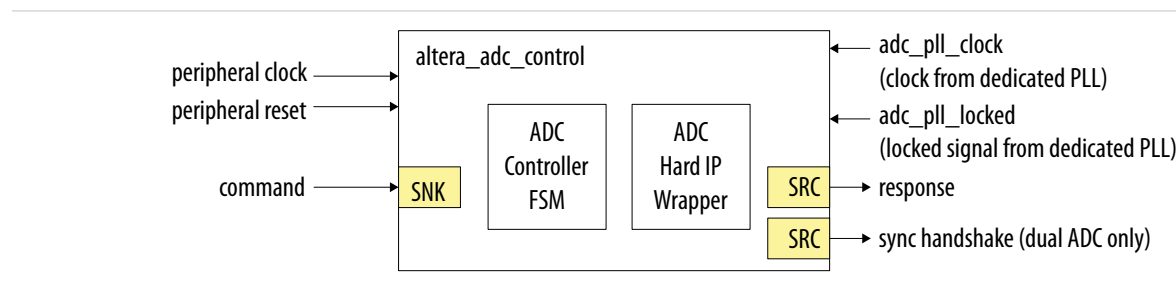 altera_adc_control
peripheral clock
peripheral reset
command
SNK
ADC
Controller
FSM
ADC
Hard IP
Wrapper
adc_pll_clock
(clock from dedicated PLL)
adc_pll_locked
(locked signal from dedicated PLL)
SRC
response
SRC
sync handshake (dual ADC only)